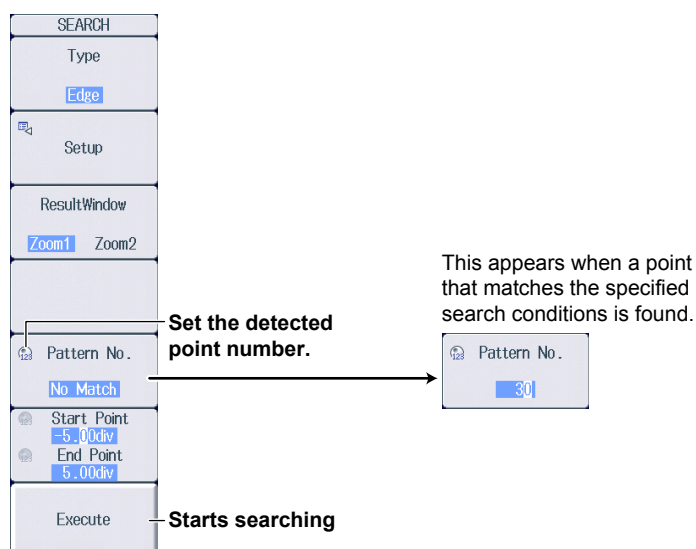 SEARCH
Type
Edge
Setup
ResultWindow
Zoom1 Zoom2
Pattern No.
No Match
Start Point
-5.00div
End Point
5.00div
Execute
Set the detected
point number.
Starts searching
This appears when a point
that matches the specified
search conditions is found.
123 Pattern No.
30